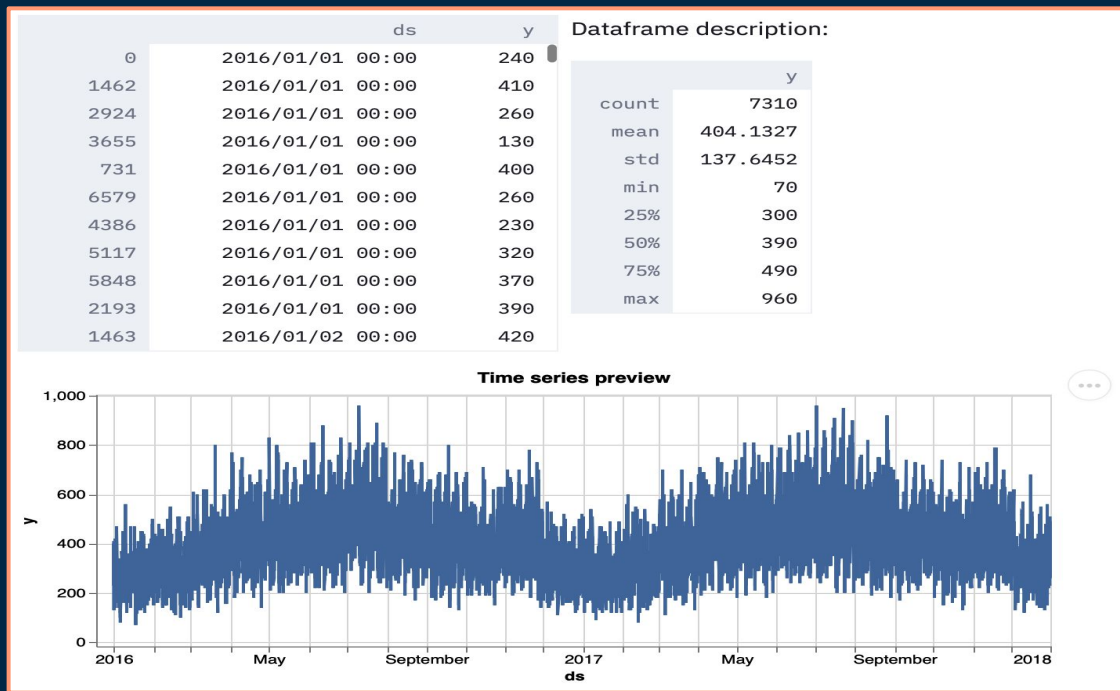 ds y
0 2016/01/01 00:00 240
1462 2016/01/01 00:00 410
2924 2016/01/01 00:00 260
3655 2016/01/01 00:00 130
731 2016/01/01 00:00 400
6579 2016/01/01 00:00 260
4386 2016/01/01 00:00 230
5117 2016/01/01 00:00 320
5848 2016/01/01 00:00 370
2193 2016/01/01 00:00 390
1463 2016/01/02 00:00 420
Dataframe description:
y
count 7310
mean 404.1327
std 137.6452
min 70
25% 300
50% 390
75% 490
max 960
Time series preview
1,000
800
600
400
200
0
y
2016 May September 2017 May September 2018
ds